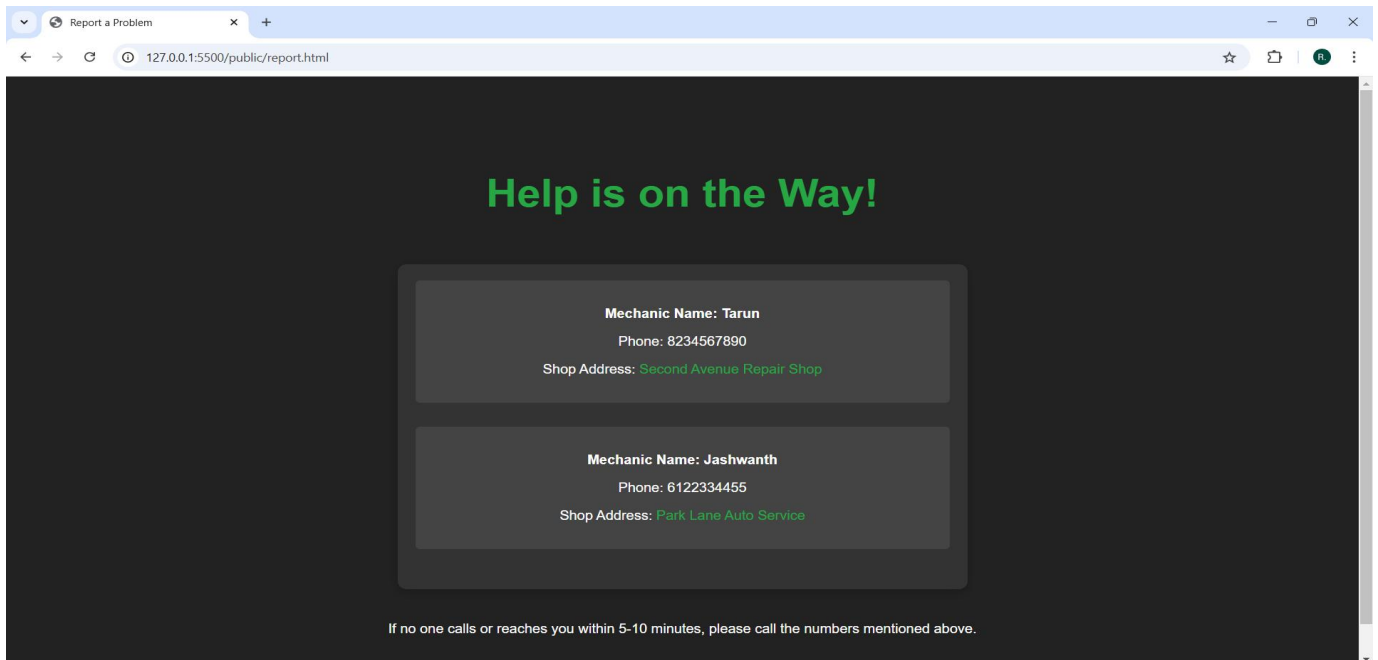 Report a Problem
127.0.0.1:5500/public/report.html
R.
Help is on the Way!
Mechanic Name: Tarun
Phone: 8234567890
Shop Address: Second Avenue Repair Shop
Mechanic Name: Jashwanth
Phone: 6122334455
Shop Address: Park Lane Auto Service
If no one calls or reaches you within 5-10 minutes, please call the numbers mentioned above.